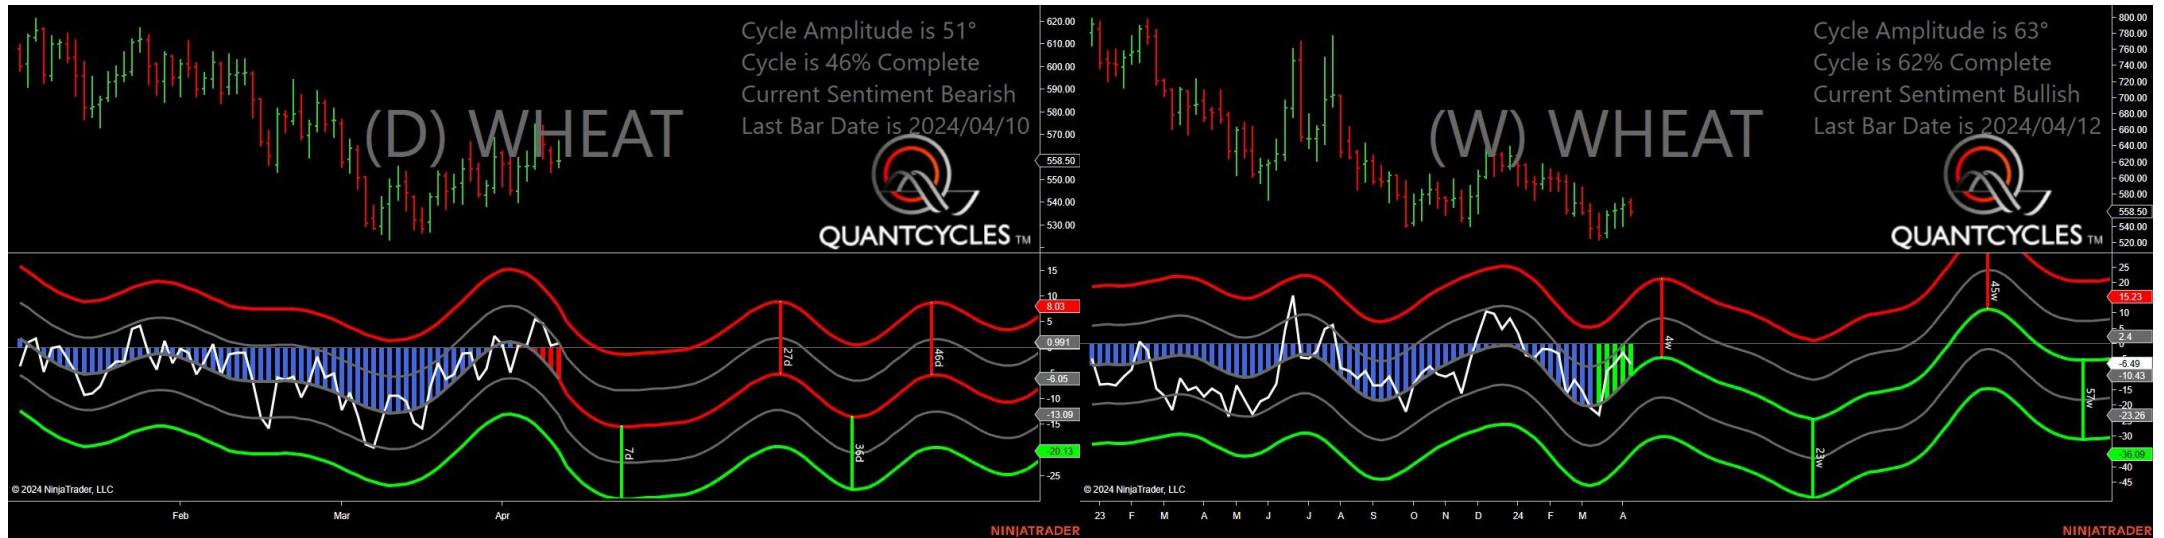 Cycle Amplitude is 51°
Cycle is 46% Complete
Current Sentiment Bearish
Last Bar Date is 2024/04/10
(D) WHEAT
QUANTCYCLES TM
620.00
610.00
600.00
590.00
580.00
570.00
558.50
550.00
540.00
530.00
15
10
8.03
5
0.991
-6.05
-10
-13.09
-15
-20.13
-25
27d
46d
7d
36d
© 2024 NinjaTrader, LLC
Feb Mar Apr
NINJATRADER
Cycle Amplitude is 63°
Cycle is 62% Complete
Current Sentiment Bullish
Last Bar Date is 2024/04/12
(W) WHEAT
QUANTCYCLES TM
800.00
780.00
760.00
740.00
720.00
700.00
680.00
660.00
640.00
620.00
600.00
580.00
558.50
540.00
520.00
25
20
15.23
10
5
2.4
0
-6.49
-10.43
-15
-20
-23.26
-30
-36.09
-40
-45
4w
45w
23w
57w
© 2024 NinjaTrader, LLC
23 F M A M J J A S O N D 24 F M A
NINJATRADER